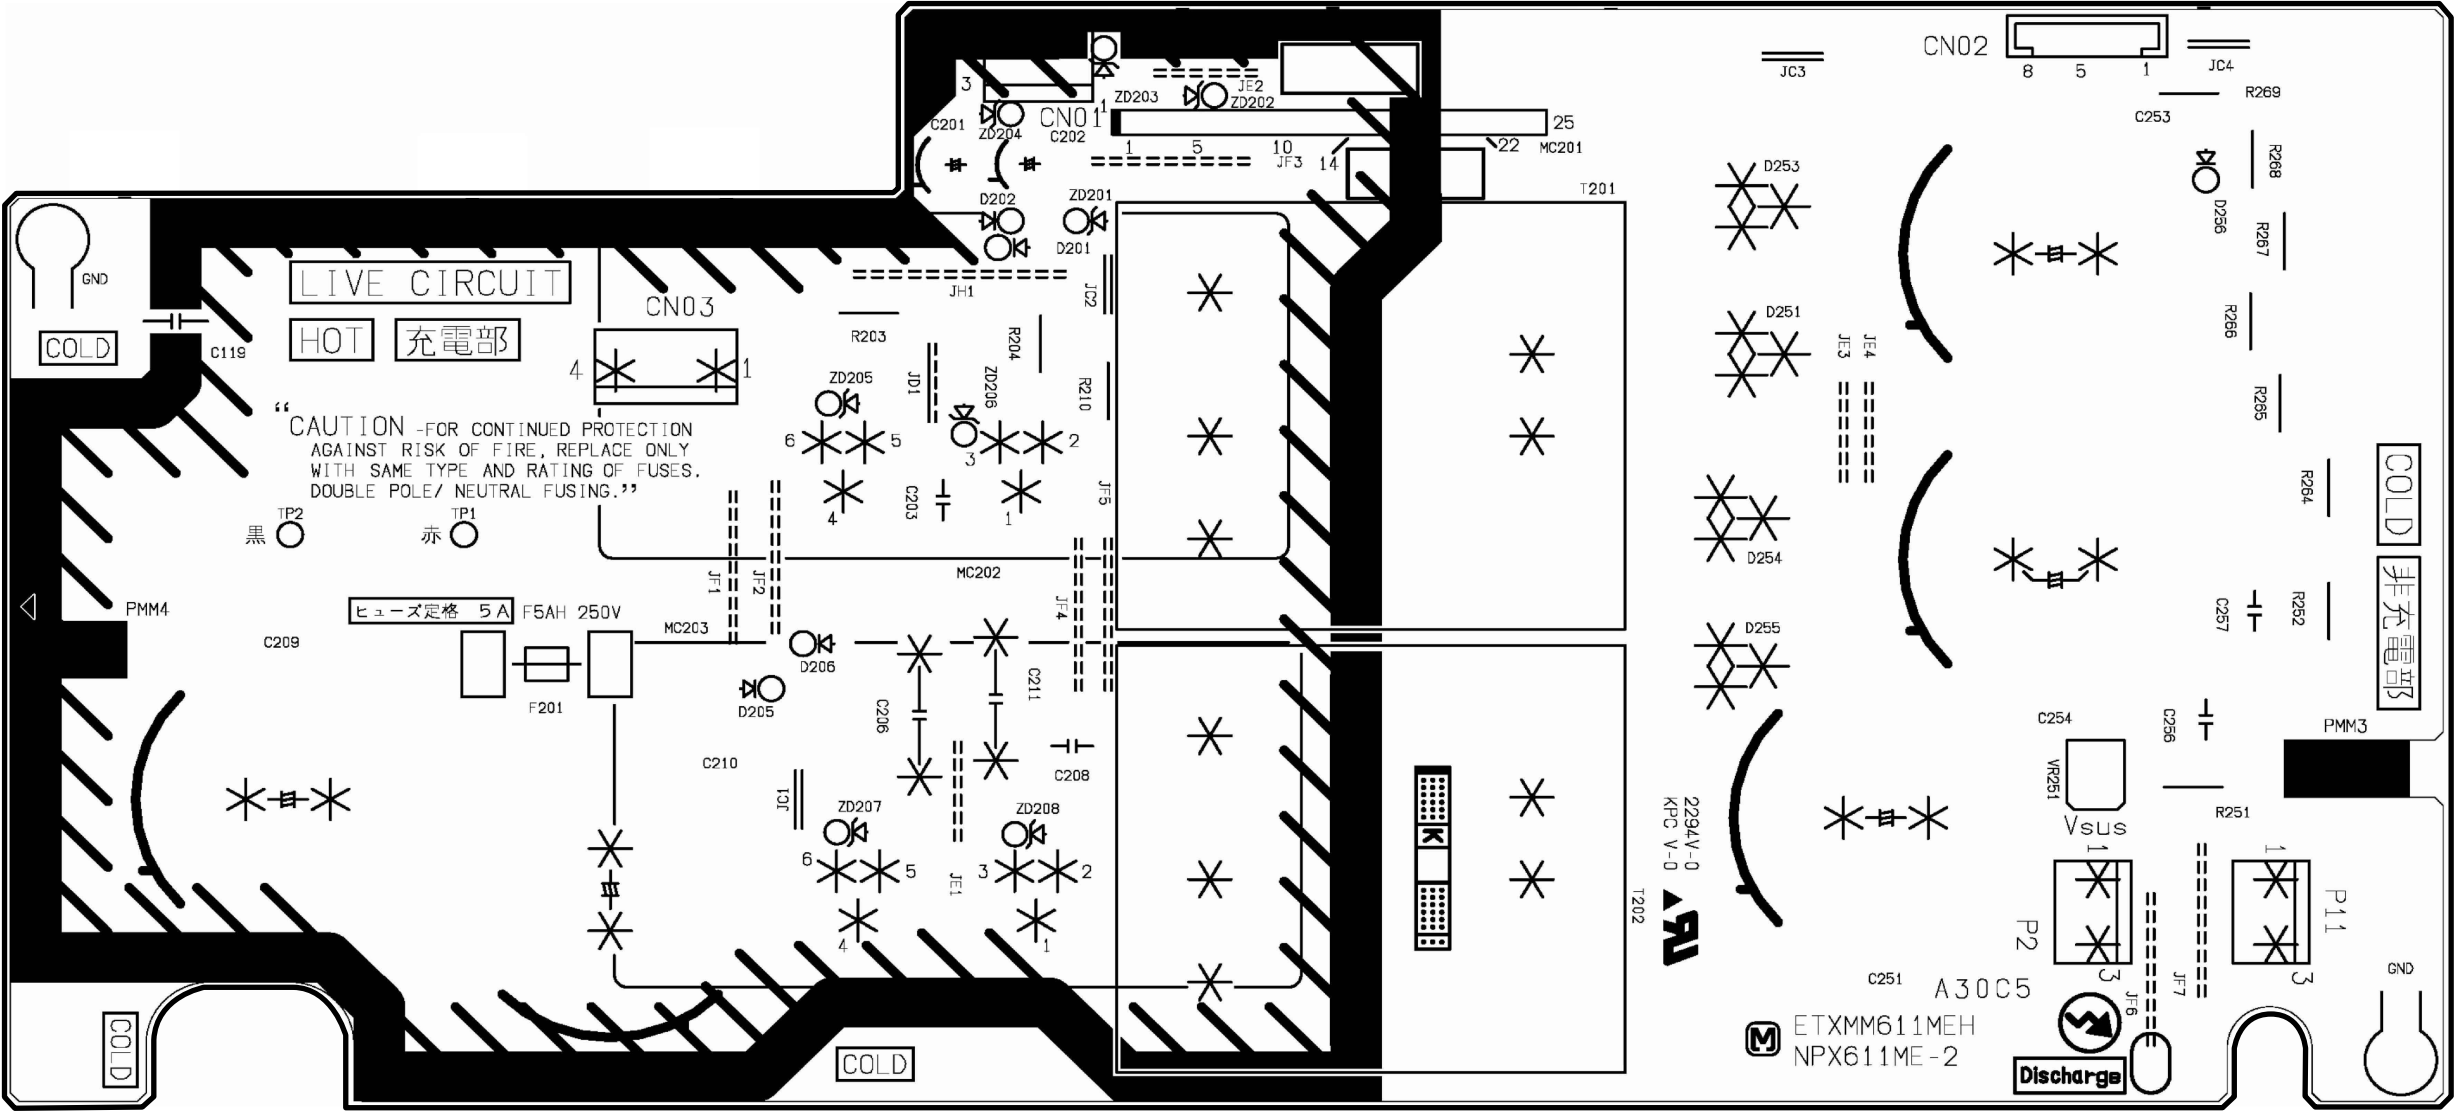 CN02
8 5 1
JC3
JC4
R269
C253
3
CN01
1
ZD203
JE2
ZD202
C201
ZD204
C202
25
1 5 10
JF3
14
22
MC201
D253
R268
T201
D202
ZD201
D256
R267
D201
GND
LIVE CIRCUIT
JH1
JC2
CN03
D251
R266
COLD
C119
HOT
充電部
R203
R204
JE3
JE4
4
1
ZD205
JD1
ZD206
R210
R265
“CAUTION -FOR CONTINUED PROTECTION
AGAINST RISK OF FIRE, REPLACE ONLY
WITH SAME TYPE AND RATING OF FUSES.
DOUBLE POLE/ NEUTRAL FUSING.”
6 5
3 2
4
1
C203
JF5
R264
COLD
黒 TP2
赤 TP1
D254
MC202
JF1
JF2
JF4
非充電部
PMM4
ヒューズ定格 5A F5AH 250V
C209
MC203
D206
D255
C257
R252
F201
D205
C206
C211
C254
C256
PMM3
C210
C208
VR251
JC1
ZD207
ZD208
R251
Vsus
6 5
3 2
4
1
JE1
K
2294V-0
KPC V-0
T202
1
1
P2
P11
3
3
C251
A30C5
JF6
JF7
GND
COLD
COLD
M
ETXMM611MEH
NPX611ME-2
Discharge